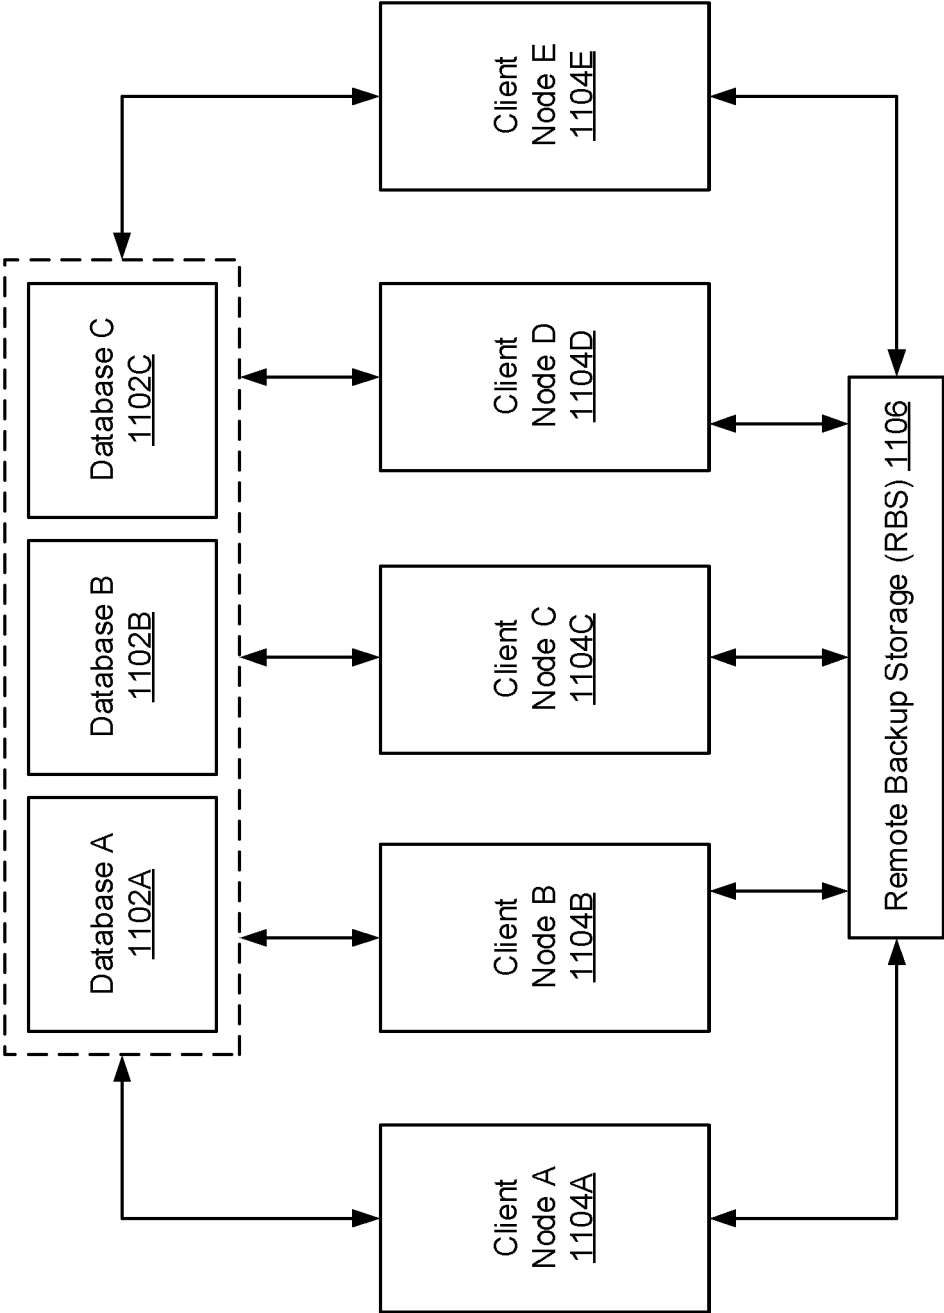 Database A
1102A
Database B
1102B
Database C
1102C
Client
Node A
1104A
Client
Node B
1104B
Client
Node C
1104C
Client
Node D
1104D
Client
Node E
1104E
Remote Backup Storage (RBS) 1106